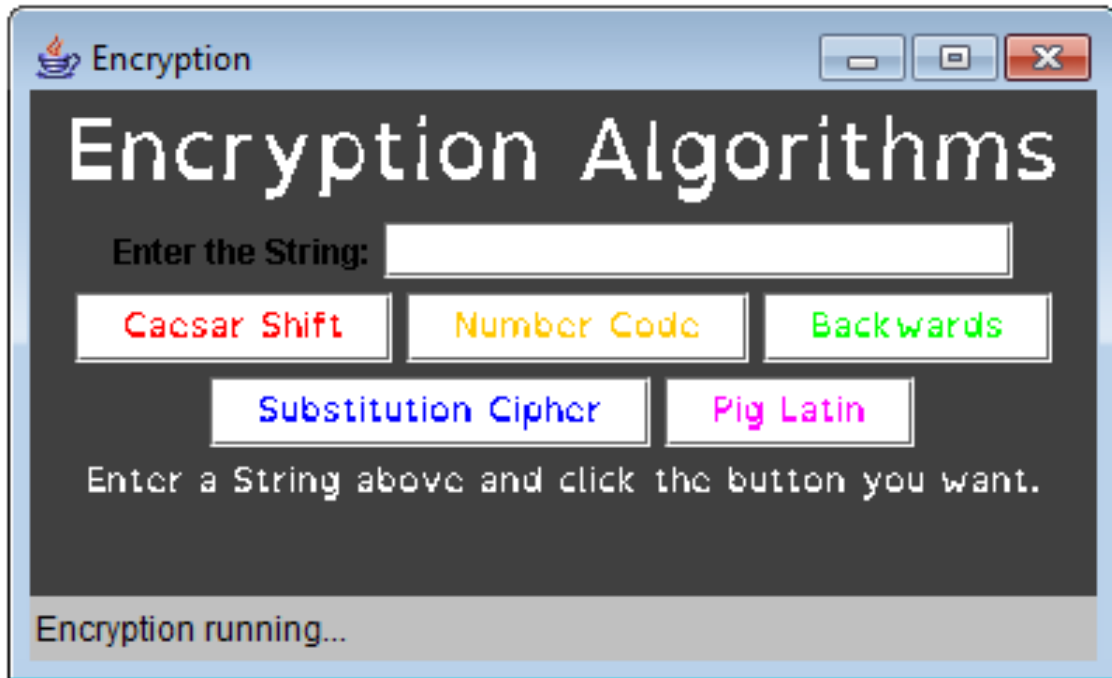 Encryption
Encryption Algorithms
Enter the String:
Caesar Shift Number Code Backwards
Substitution Cipher Pig Latin
Enter a String above and click the button you want.
Encryption running...